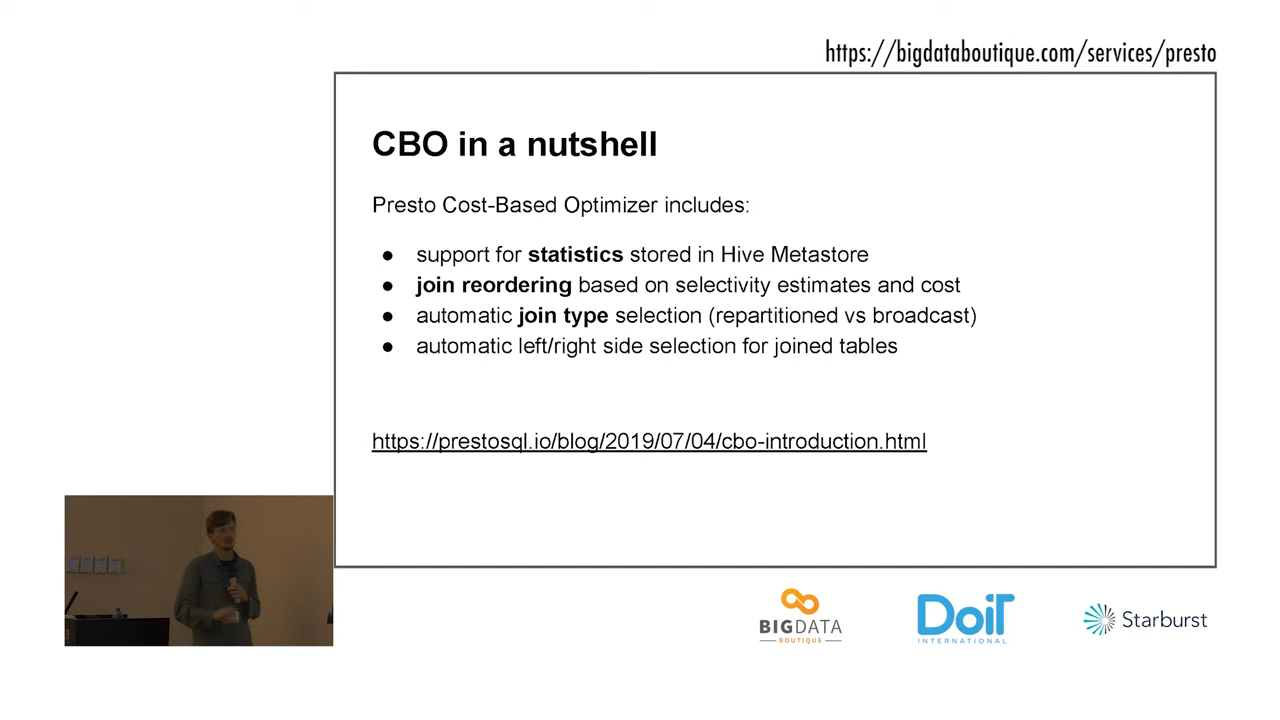 https://bigdataboutique.com/services/presto
CBO in a nutshell
Presto Cost-Based Optimizer includes:
● support for statistics stored in Hive Metastore
● join reordering based on selectivity estimates and cost
● automatic join type selection (repartitioned vs broadcast)
● automatic left/right side selection for joined tables
https://prestosql.io/blog/2019/07/04/cbo-introduction.html
BIGDATA
BOUTIQUE
DoiT
INTERNATIONAL
Starburst